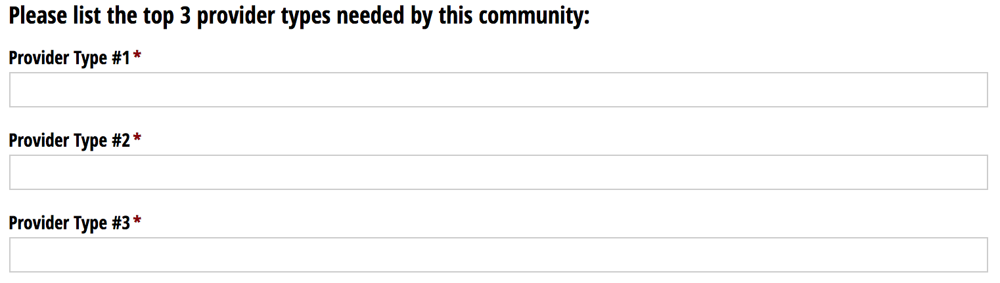 Please list the top 3 provider types needed by this community:
Provider Type #1*
Provider Type #2*
Provider Type #3*